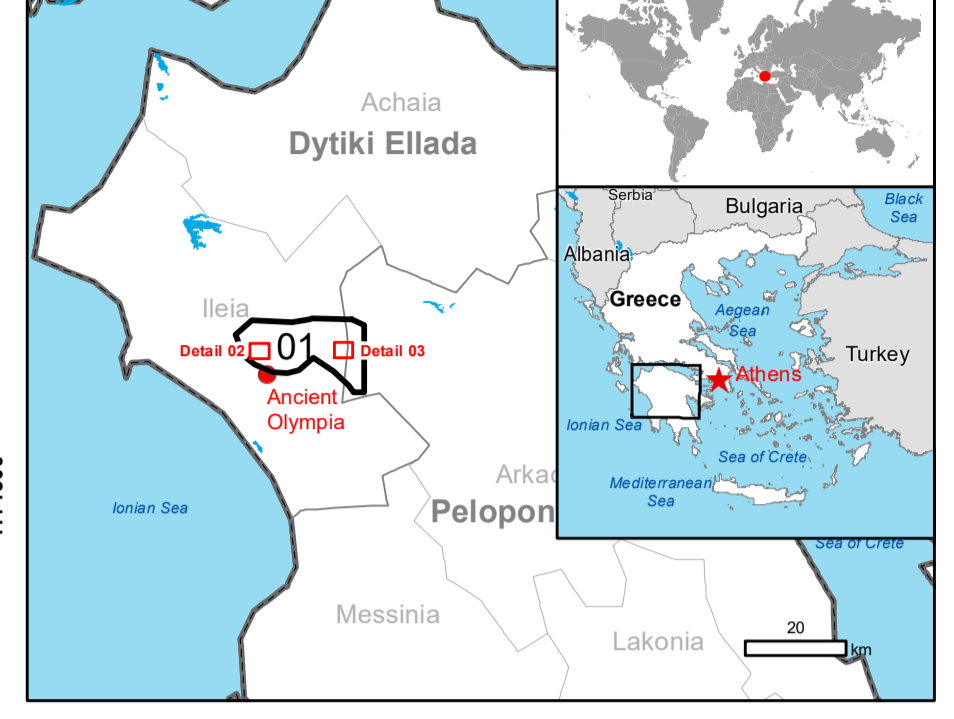 Achaia
Dytiki Ellada
Ileia
Detail 02
01
Detail 03
Ancient
Olympia
Ionian Sea
Pelopon
Messinia
Lakonia
Serbia
Bulgaria
Black
Sea
Albania
Greece
Aegean
Sea
Turkey
Athens
Ionian Sea
Sea of Crete
Mediterranean
Sea
Sea of Crete
20
km